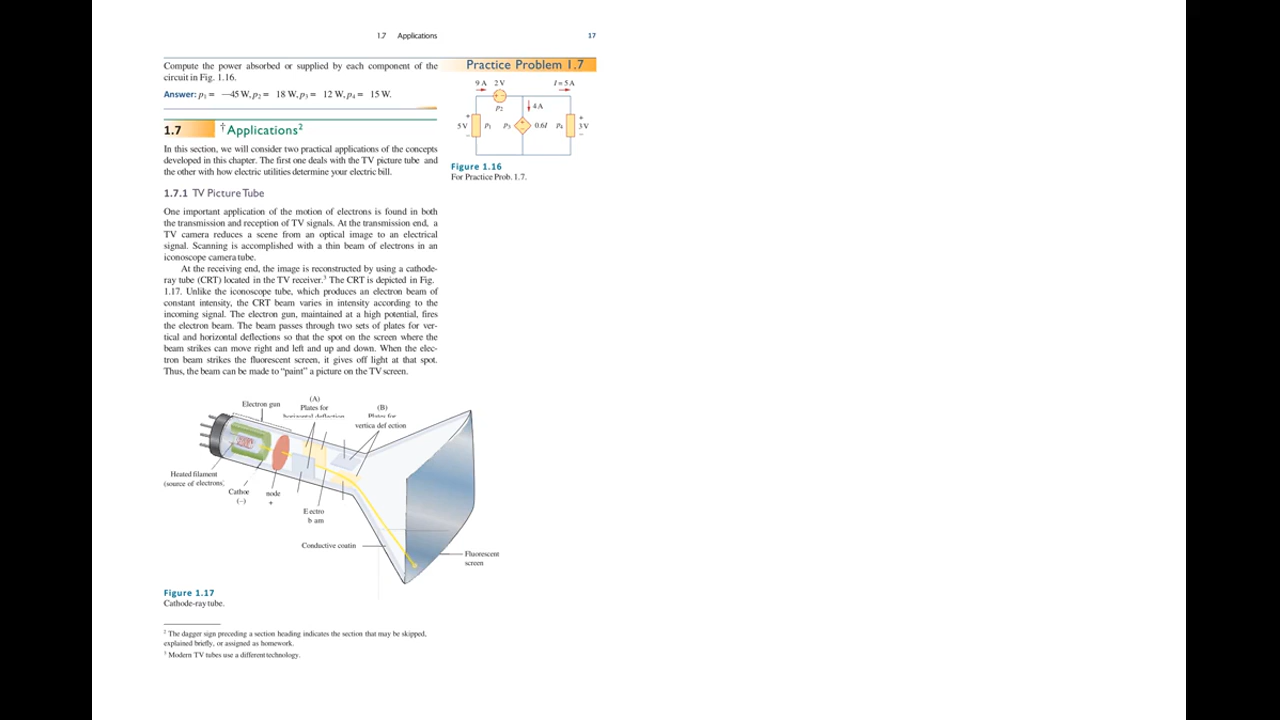 1.7 Applications 17
Compute the power absorbed or supplied by each component of the
circuit in Fig. 1.16.
Answer: p₁ = −45 W, p₂ = 18 W, p₃ = 12 W, p₄ = 15 W.
Practice Problem 1.7
9 A 2 V I = 5 A
+ −
p₂
4 A
+ +
5 V p₁ p₃ 0.6I p₄ 3 V
− −
Figure 1.16
For Practice Prob. 1.7.
1.7 †Applications²
In this section, we will consider two practical applications of the concepts
developed in this chapter. The first one deals with the TV picture tube and
the other with how electric utilities determine your electric bill.
1.7.1 TV Picture Tube
One important application of the motion of electrons is found in both
the transmission and reception of TV signals. At the transmission end, a
TV camera reduces a scene from an optical image to an electrical
signal. Scanning is accomplished with a thin beam of electrons in an
iconoscope camera tube.
At the receiving end, the image is reconstructed by using a cathode-
ray tube (CRT) located in the TV receiver.³ The CRT is depicted in Fig.
1.17. Unlike the iconoscope tube, which produces an electron beam of
constant intensity, the CRT beam varies in intensity according to the
incoming signal. The electron gun, maintained at a high potential, fires
the electron beam. The beam passes through two sets of plates for ver-
tical and horizontal deflections so that the spot on the screen where the
beam strikes can move right and left and up and down. When the elec-
tron beam strikes the fluorescent screen, it gives off light at that spot.
Thus, the beam can be made to “paint” a picture on the TV screen.
Electron gun
(A)
Plates for
horizontal deflection
(B)
Plates for
vertica def ection
Heated filament
(source of electrons)
Cathoe
(–)
node
+
E ectro
b am
Conductive coatin
Fluorescent
screen
Figure 1.17
Cathode-ray tube.
² The dagger sign preceding a section heading indicates the section that may be skipped,
explained briefly, or assigned as homework.
³ Modern TV tubes use a different technology.